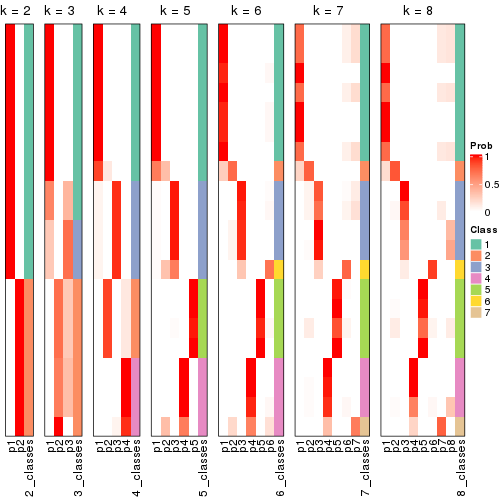 k = 2
k = 3
k = 4
k = 5
k = 6
k = 7
k = 8
Prob
1
0.5
0
Class
1
2
3
4
5
6
7
p1
p2
2_classes
p1
p2
p3
3_classes
p1
p2
p3
p4
4_classes
p1
p2
p3
p4
p5
5_classes
p1
p2
p3
p4
p5
p6
6_classes
p1
p2
p3
p4
p5
p6
p7
7_classes
p1
p2
p3
p4
p5
p6
p7
p8
8_classes